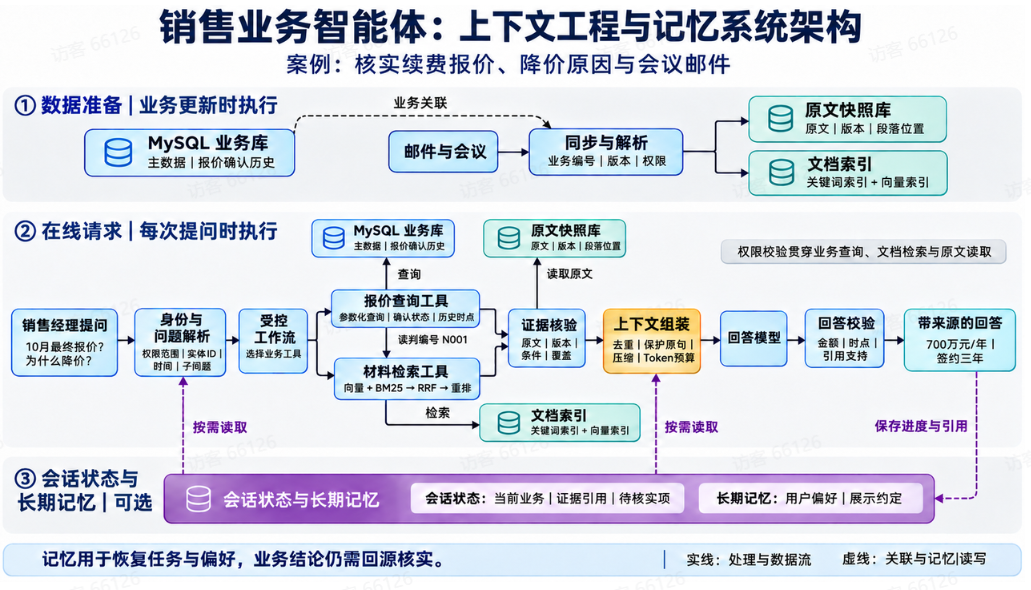 销售业务智能体：上下文工程与记忆系统架构
案例：核实续费报价、降价原因与会议邮件
① 数据准备 | 业务更新时执行
业务关联
MySQL 业务库
主数据 | 报价确认历史
邮件与会议
同步与解析
业务编号 | 版本 | 权限
原文快照库
原文 | 版本 | 段落位置
文档索引
关键词索引 + 向量索引
② 在线请求 | 每次提问时执行
MySQL 业务库
主数据 | 报价确认历史
原文快照库
原文 | 版本 | 段落位置
权限校验贯穿业务查询、文档检索与原文读取
查询
读取原文
销售经理提问
10月最终报价?
为什么降价?
身份与
问题解析
权限范围 | 实体ID |
时间 | 子问题
受控
工作流
选择业务工具
报价查询工具
参数化查询 | 确认状态 | 历史时点
读判编号 N001
材料检索工具
向量 + BM25 → RRF → 重排
检索
文档索引
关键词索引 + 向量索引
证据核验
原文 | 版本 |
条件 | 覆盖
上下文组装
去重 | 保护原句 |
压缩 | Token预算
回答模型
回答校验
金额 | 时点 |
引用支持
带来源的回答
700万元/年 |
签约三年
按需读取
按需读取
保存进度与引用
③ 会话状态与
长期记忆 | 可选
会话状态与长期记忆
会话状态：当前业务 | 证据引用 | 待核实项
长期记忆：用户偏好 | 展示约定
记忆用于恢复任务与偏好，业务结论仍需回源核实。
实线：处理与数据流
虚线：关联与记忆|读写
访客 66126